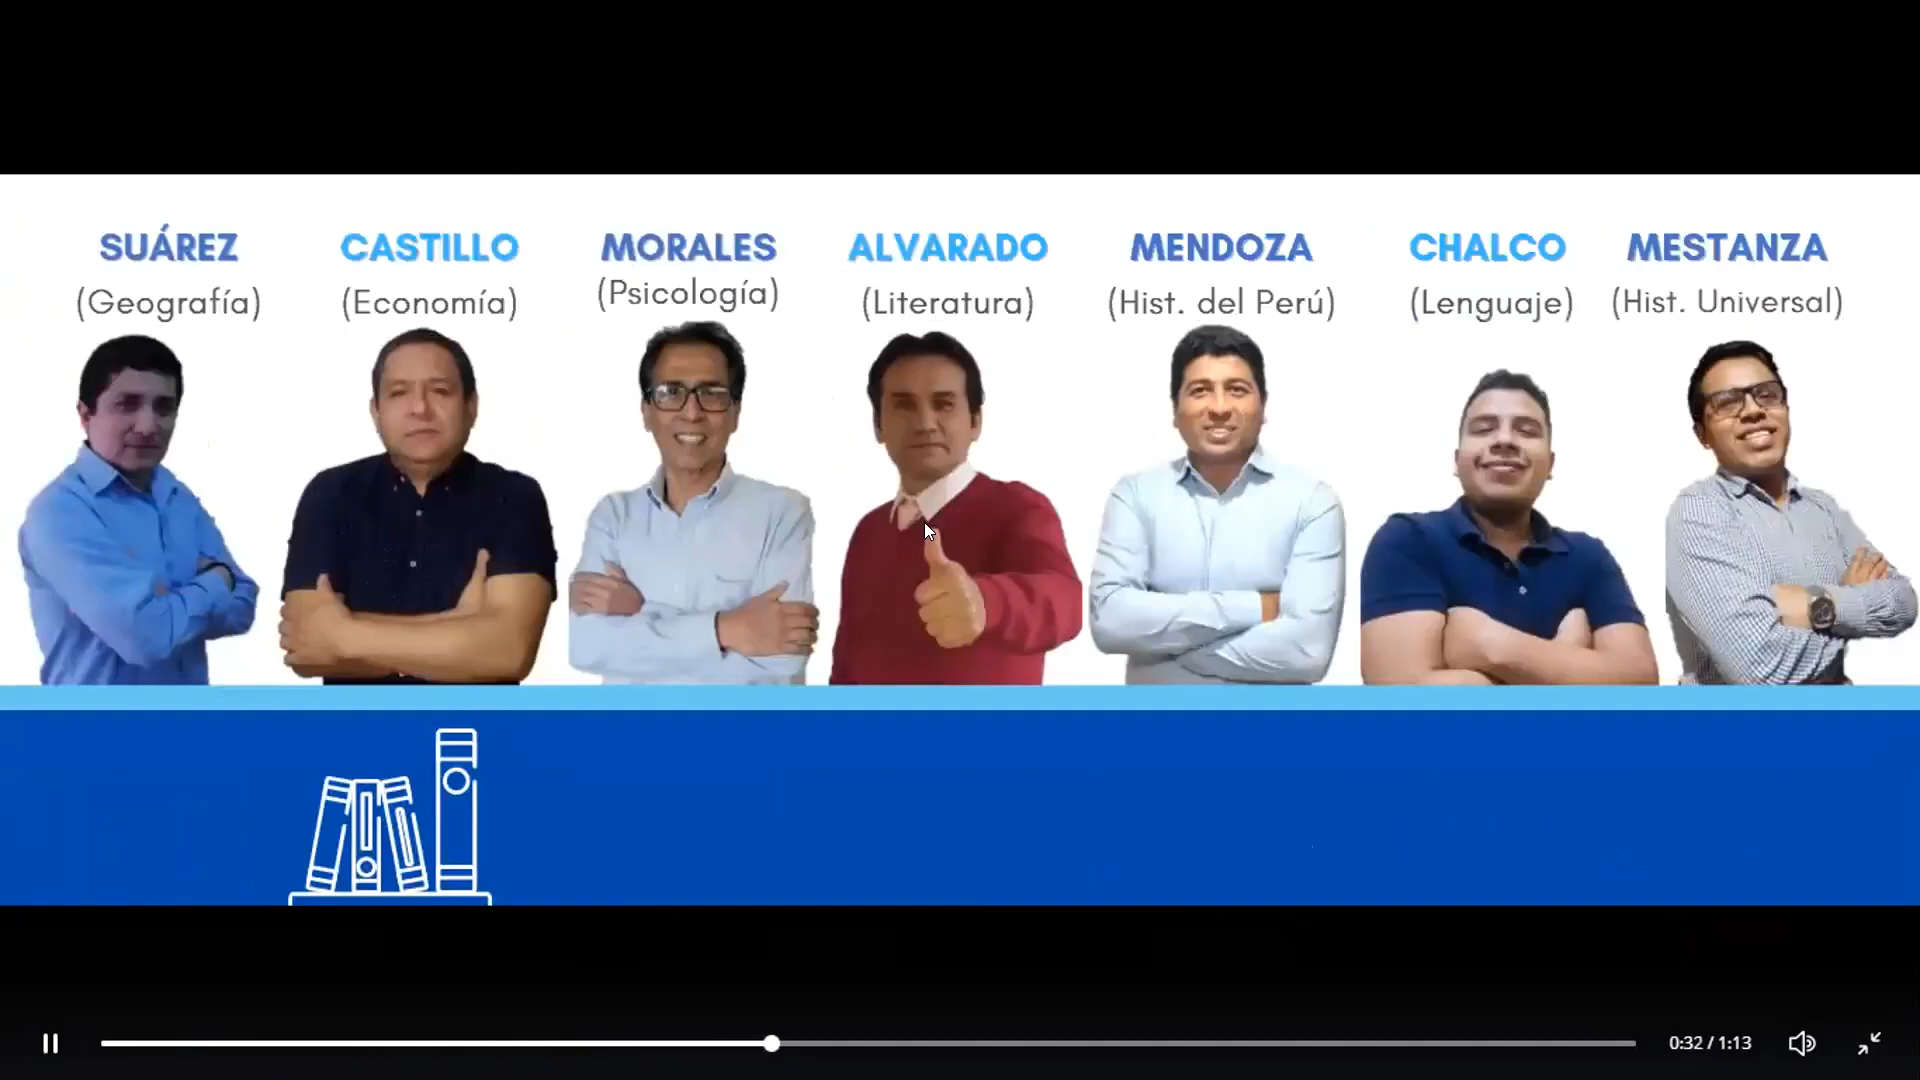 SUÁREZ
(Geografía)
CASTILLO
(Economía)
MORALES
(Psicología)
ALVARADO
(Literatura)
MENDOZA
(Hist. del Perú)
CHALCO
(Lenguaje)
MESTANZA
(Hist. Universal)
0:32 / 1:13